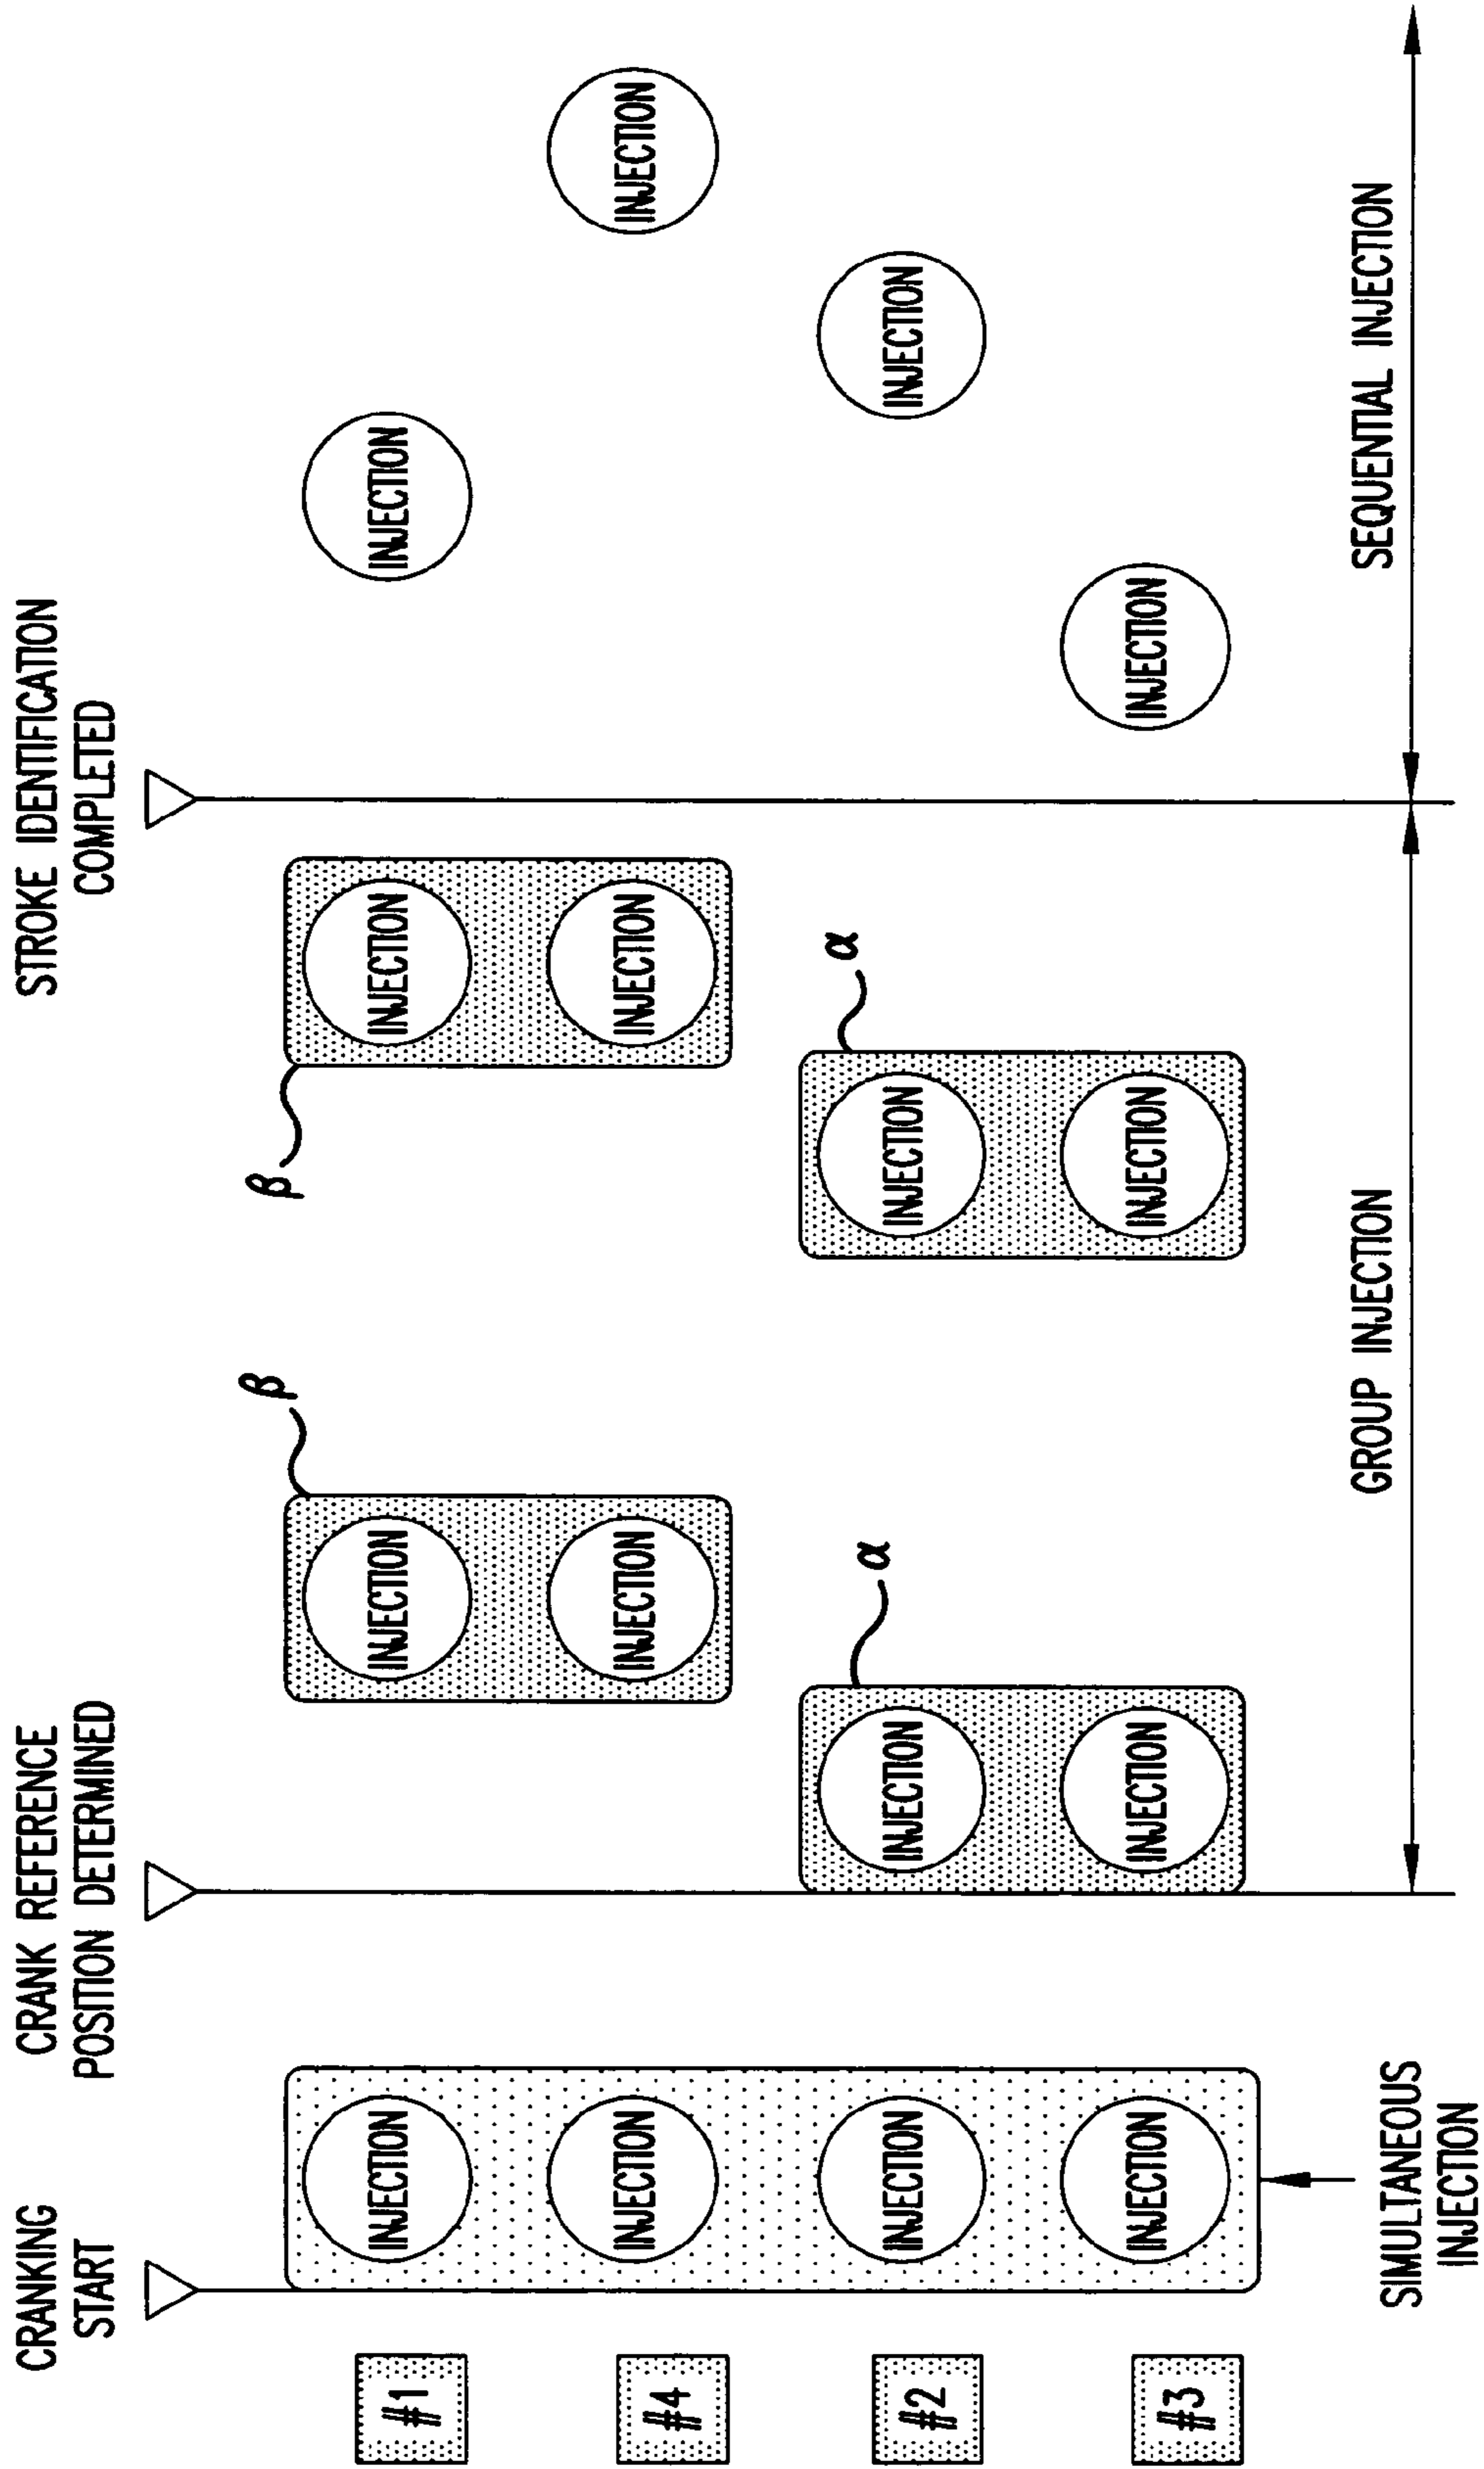 CRANKING
START
CRANK REFERENCE
POSITION DETERMINED
STROKE IDENTIFICATION
COMPLETED
#1
INJECTION
INJECTION
β
INJECTION
β
INJECTION
#4
INJECTION
INJECTION
INJECTION
INJECTION
#2
INJECTION
INJECTION
α
INJECTION
α
INJECTION
#3
INJECTION
INJECTION
INJECTION
INJECTION
SIMULTANEOUS
INJECTION
GROUP INJECTION
SEQUENTIAL INJECTION